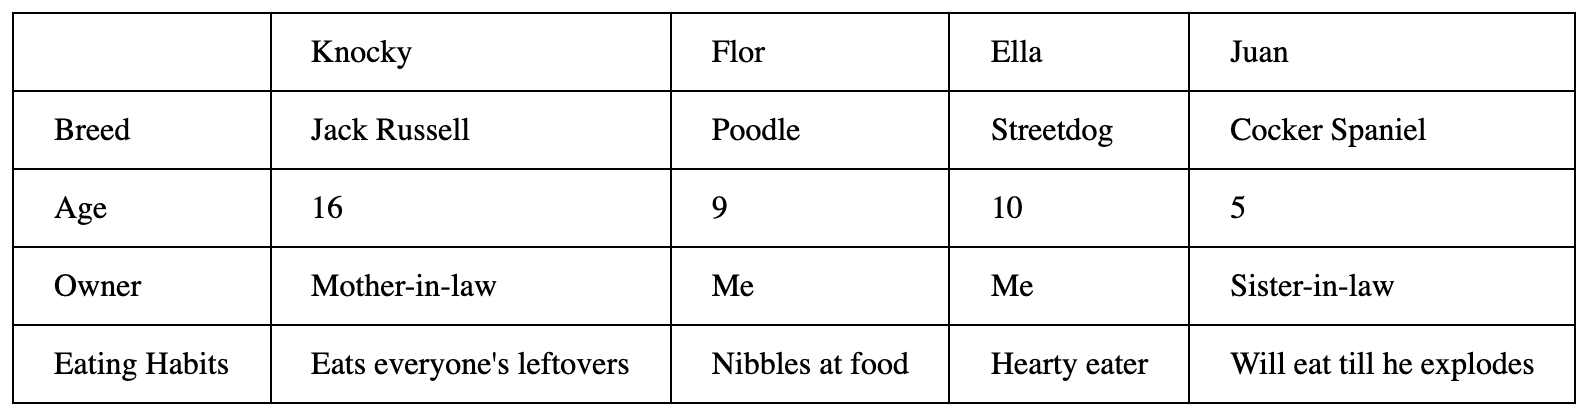 Knocky Flor Ella Juan
Breed Jack Russell Poodle Streetdog Cocker Spaniel
Age 16 9 10 5
Owner Mother-in-law Me Me Sister-in-law
Eating Habits Eats everyone's leftovers Nibbles at food Hearty eater Will eat till he explodes